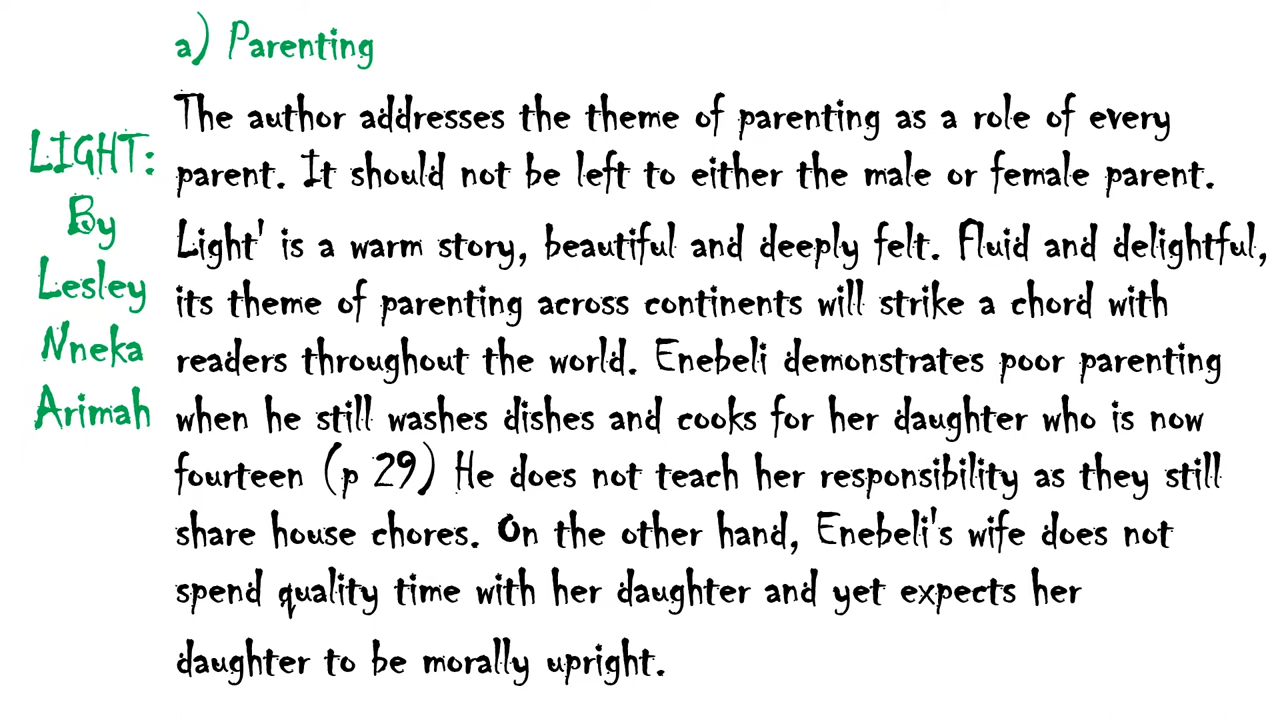 a) Parenting
LIGHT:
By
Lesley
Nneka
Arimah
The author addresses the theme of parenting as a role of every
parent. It should not be left to either the male or female parent.
Light' is a warm story, beautiful and deeply felt. Fluid and delightful,
its theme of parenting across continents will strike a chord with
readers throughout the world. Enebeli demonstrates poor parenting
when he still washes dishes and cooks for her daughter who is now
fourteen (p 29) He does not teach her responsibility as they still
share house chores. On the other hand, Enebeli's wife does not
spend quality time with her daughter and yet expects her
daughter to be morally upright.